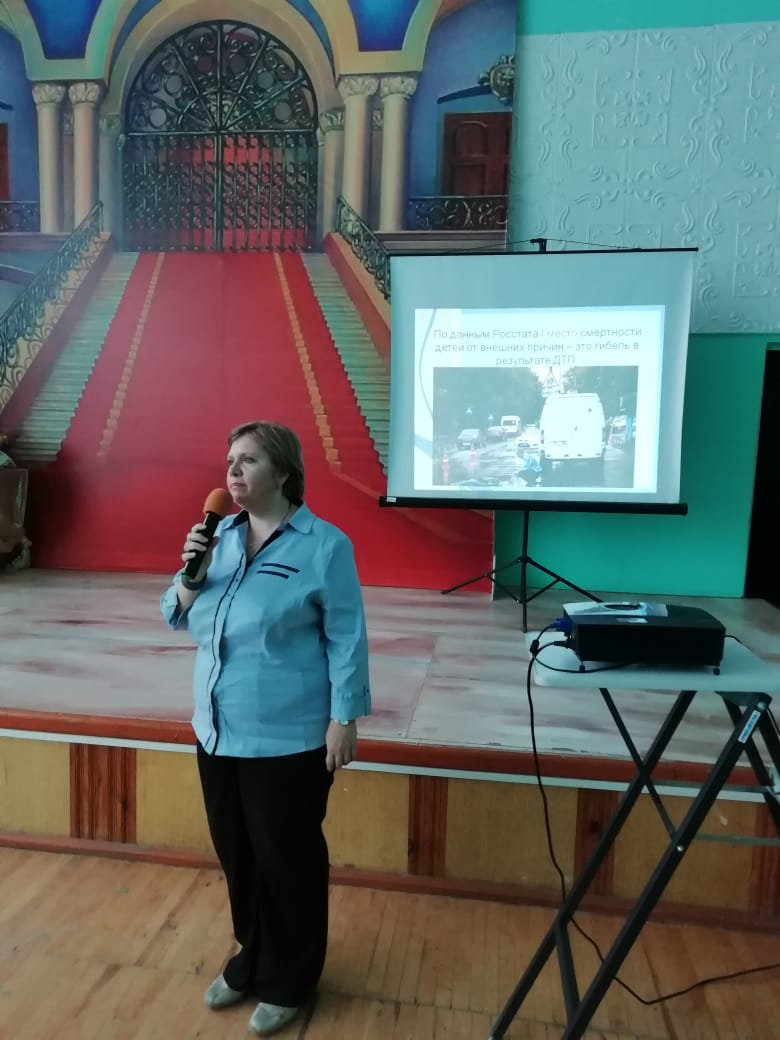 По данным Росстата I место смертности
детей от внешних причин – это гибель в
результате ДТП